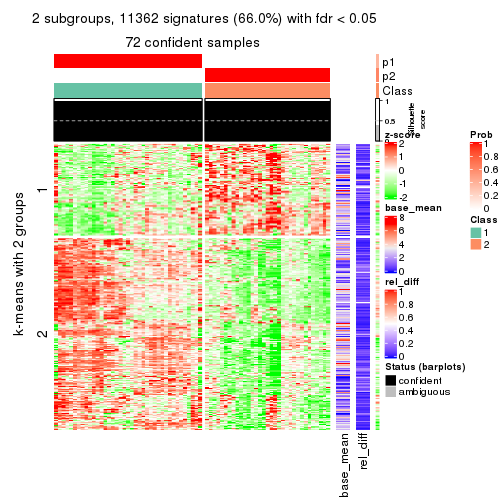 2 subgroups, 11362 signatures (66.0%) with fdr < 0.05
72 confident samples
p1
p2
Class
1
0.5
0
Silhouette
score
k-means with 2 groups
1
2
z-score
2
1
0
-1
-2
base_mean
8
6
4
2
0
rel_diff
1
0.8
0.6
0.4
0.2
0
Status (barplots)
confident
ambiguous
Prob
1
0.8
0.6
0.4
0.2
0
Class
1
2
base_mean
rel_diff